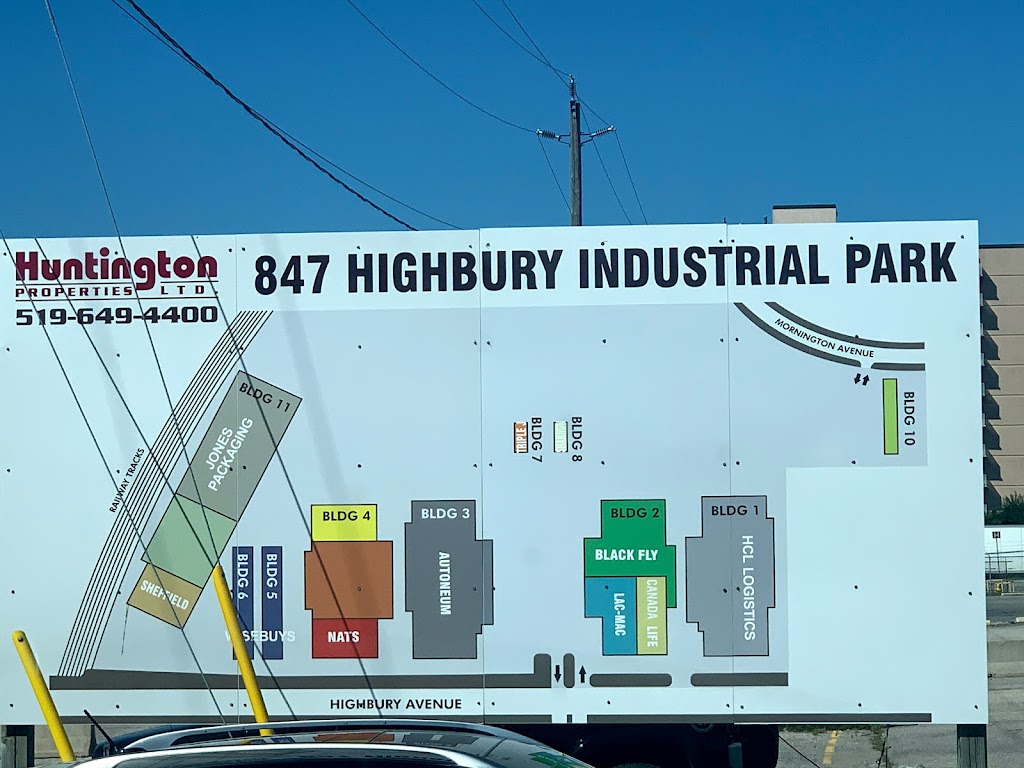 Huntington
PROPERTIES LTD
519-649-4400
847 HIGHBURY INDUSTRIAL PARK
MORNINGTON AVENUE
BLDG 11
JONES
PACKAGING
RAILWAY TRACKS
SHEFFIELD
BLDG 7
TRIPLE
BLDG 8
BLDG 10
BLDG 6
BLDG 5
WISEBUYS
BLDG 4
NATS
BLDG 3
AUTONEUM
BLDG 2
BLACK FLY
LAC-MAC
CANADA LIFE
BLDG 1
HCL LOGISTICS
HIGHBURY AVENUE